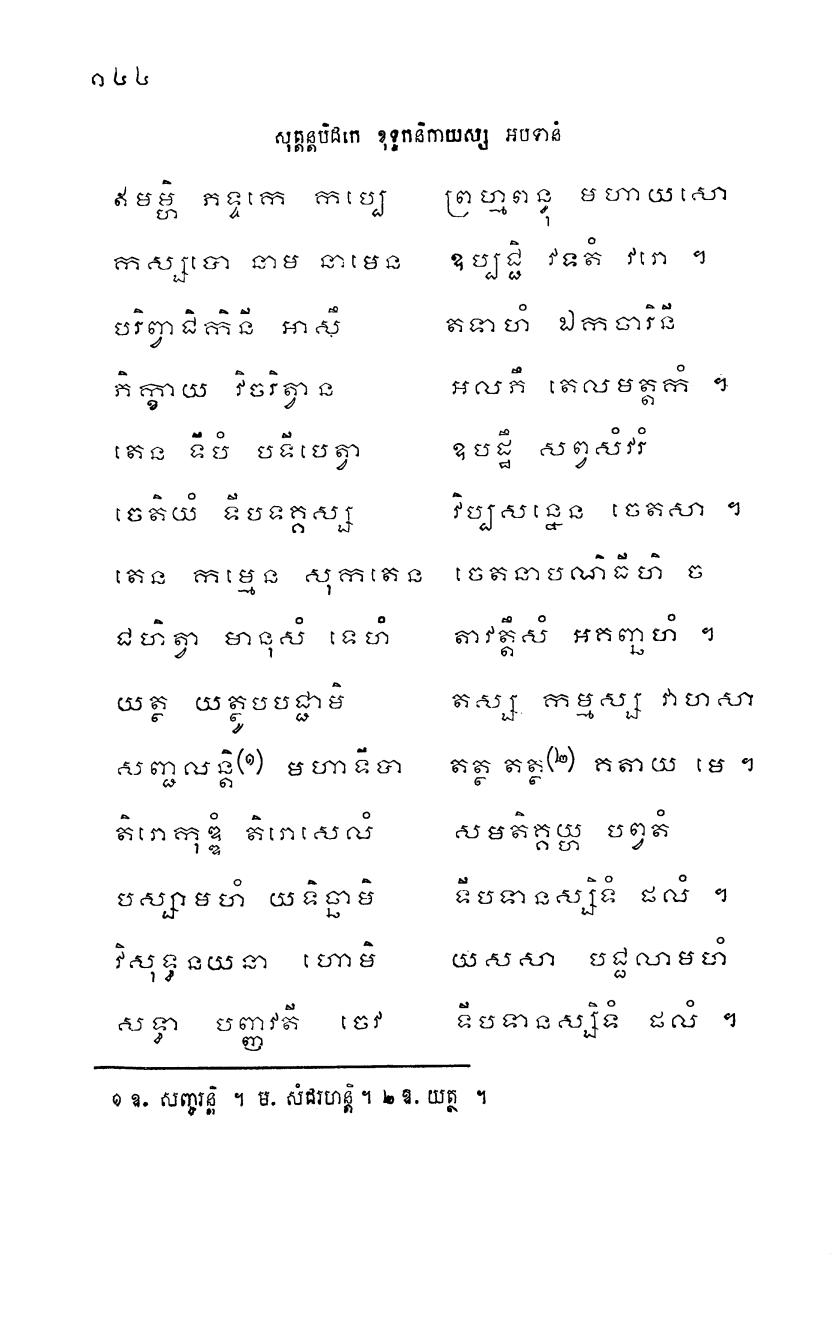 ១៤៤
សុត្តន្តបិដកេ ខុទ្ទកនិកាយស្ស អបទានំ
ឥមម្ហិ ភទ្ទកេ កប្បេ ព្រហ្មពន្ធុ មហាយសោ
កស្សបោ នាម នាមេន ឧប្បជ្ជិ វទតំ វរោ ។
បរិព្វាជិកិនី អាសឹ តទាហំ ឯកចារិនី
ភិក្ខាយ វិចរិត្វាន អលភឹ តេលមត្តកំ ។
តេន ទីបំ បទីបេត្វា ឧបដ្ឋឹ សព្វសំវរំ
ចេតិយំ ទីបទគ្គស្ស វិប្បសន្នេន ចេតសា ។
តេន កម្មេន សុកតេន ចេតនាបណិធីហិ ច
ជហិត្វា មានុសំ ទេហំ តាវត្តឹសំ អគញ្ឆហំ ។
យត្ថ យត្ថូបបជ្ជាមិ តស្ស កម្មស្ស វាហសា
សញ្ជលន្តិ(១) មហាទីបា តត្ថ តត្ថ(២) គតាយ មេ ។
តិរោកុឌ្ឌំ តិរោសេលំ សមតិគ្គយ្ហ បព្វតំ
បស្សាមហំ យទិច្ឆាមិ ទីបទានស្សិទំ ផលំ ។
វិសុទ្ធនយនា ហោមិ យសសា បជ្ជលាមហំ
សទ្ធា បញ្ញាវតី ចេវ ទីបទានស្សិទំ ផលំ ។
១ ឧ. សញ្ចរន្តិ ។ ម. សំដរហន្តិ ។ ២ ឧ. យត្ថ ។